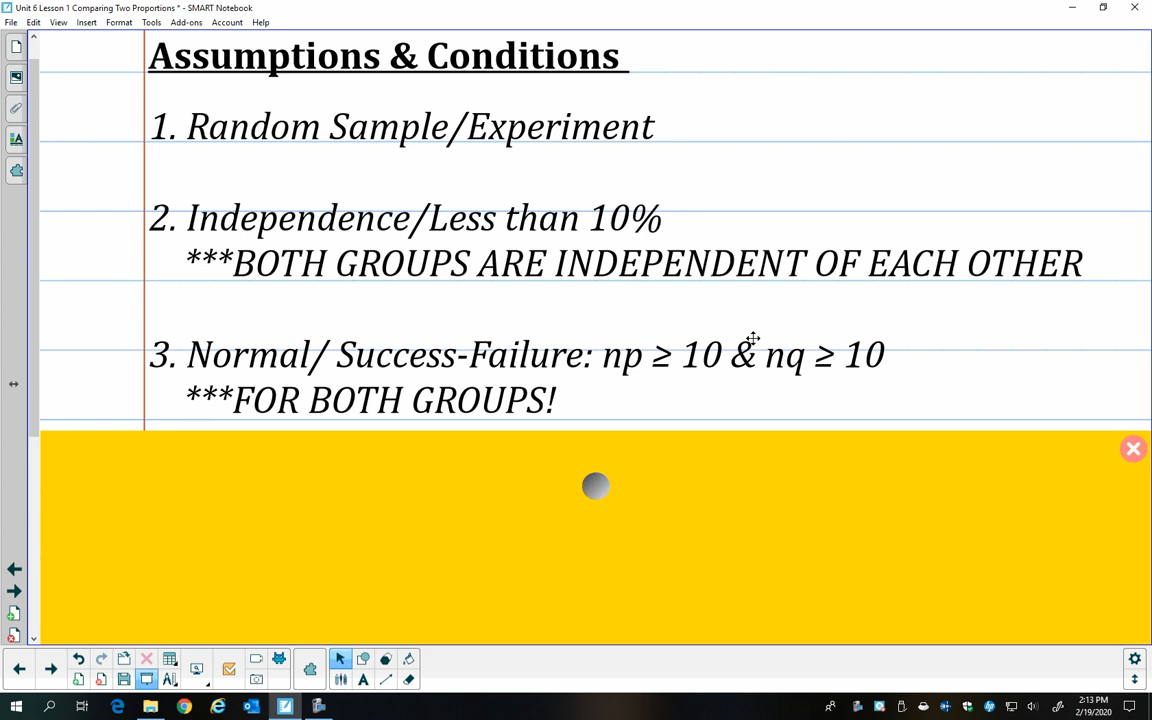 Unit 6 Lesson 1 Comparing Two Proportions * - SMART Notebook
File Edit View Insert Format Tools Add-ons Account Help
Assumptions & Conditions
1. Random Sample/Experiment
2. Independence/Less than 10%
***BOTH GROUPS ARE INDEPENDENT OF EACH OTHER
3. Normal/ Success-Failure: np ≥ 10 & nq ≥ 10
***FOR BOTH GROUPS!
2:13 PM
2/19/2020